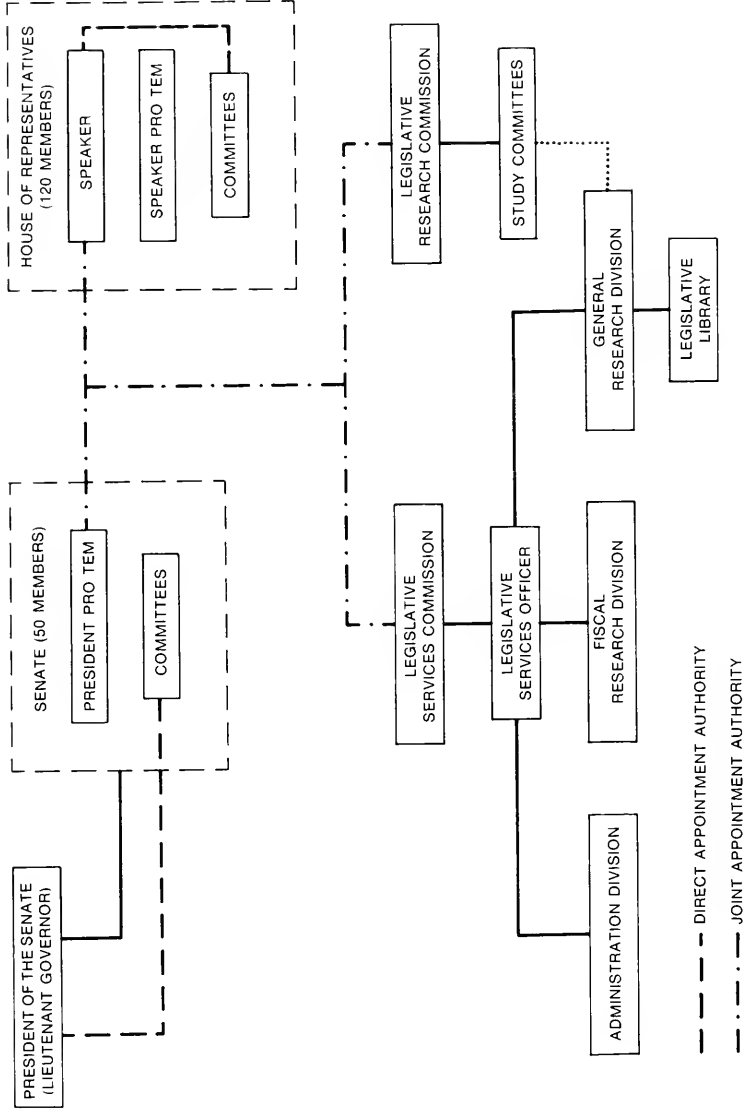 PRESIDENT OF THE SENATE
(LIEUTENANT GOVERNOR)
SENATE (50 MEMBERS)
PRESIDENT PRO TEM
COMMITTEES
HOUSE OF REPRESENTATIVES
(120 MEMBERS)
SPEAKER
SPEAKER PRO TEM
COMMITTEES
LEGISLATIVE
SERVICES COMMISSION
LEGISLATIVE
RESEARCH COMMISSION
LEGISLATIVE
SERVICES OFFICER
STUDY COMMITTEES
ADMINISTRATION DIVISION
FISCAL
RESEARCH DIVISION
GENERAL
RESEARCH DIVISION
LEGISLATIVE
LIBRARY
DIRECT APPOINTMENT AUTHORITY
JOINT APPOINTMENT AUTHORITY